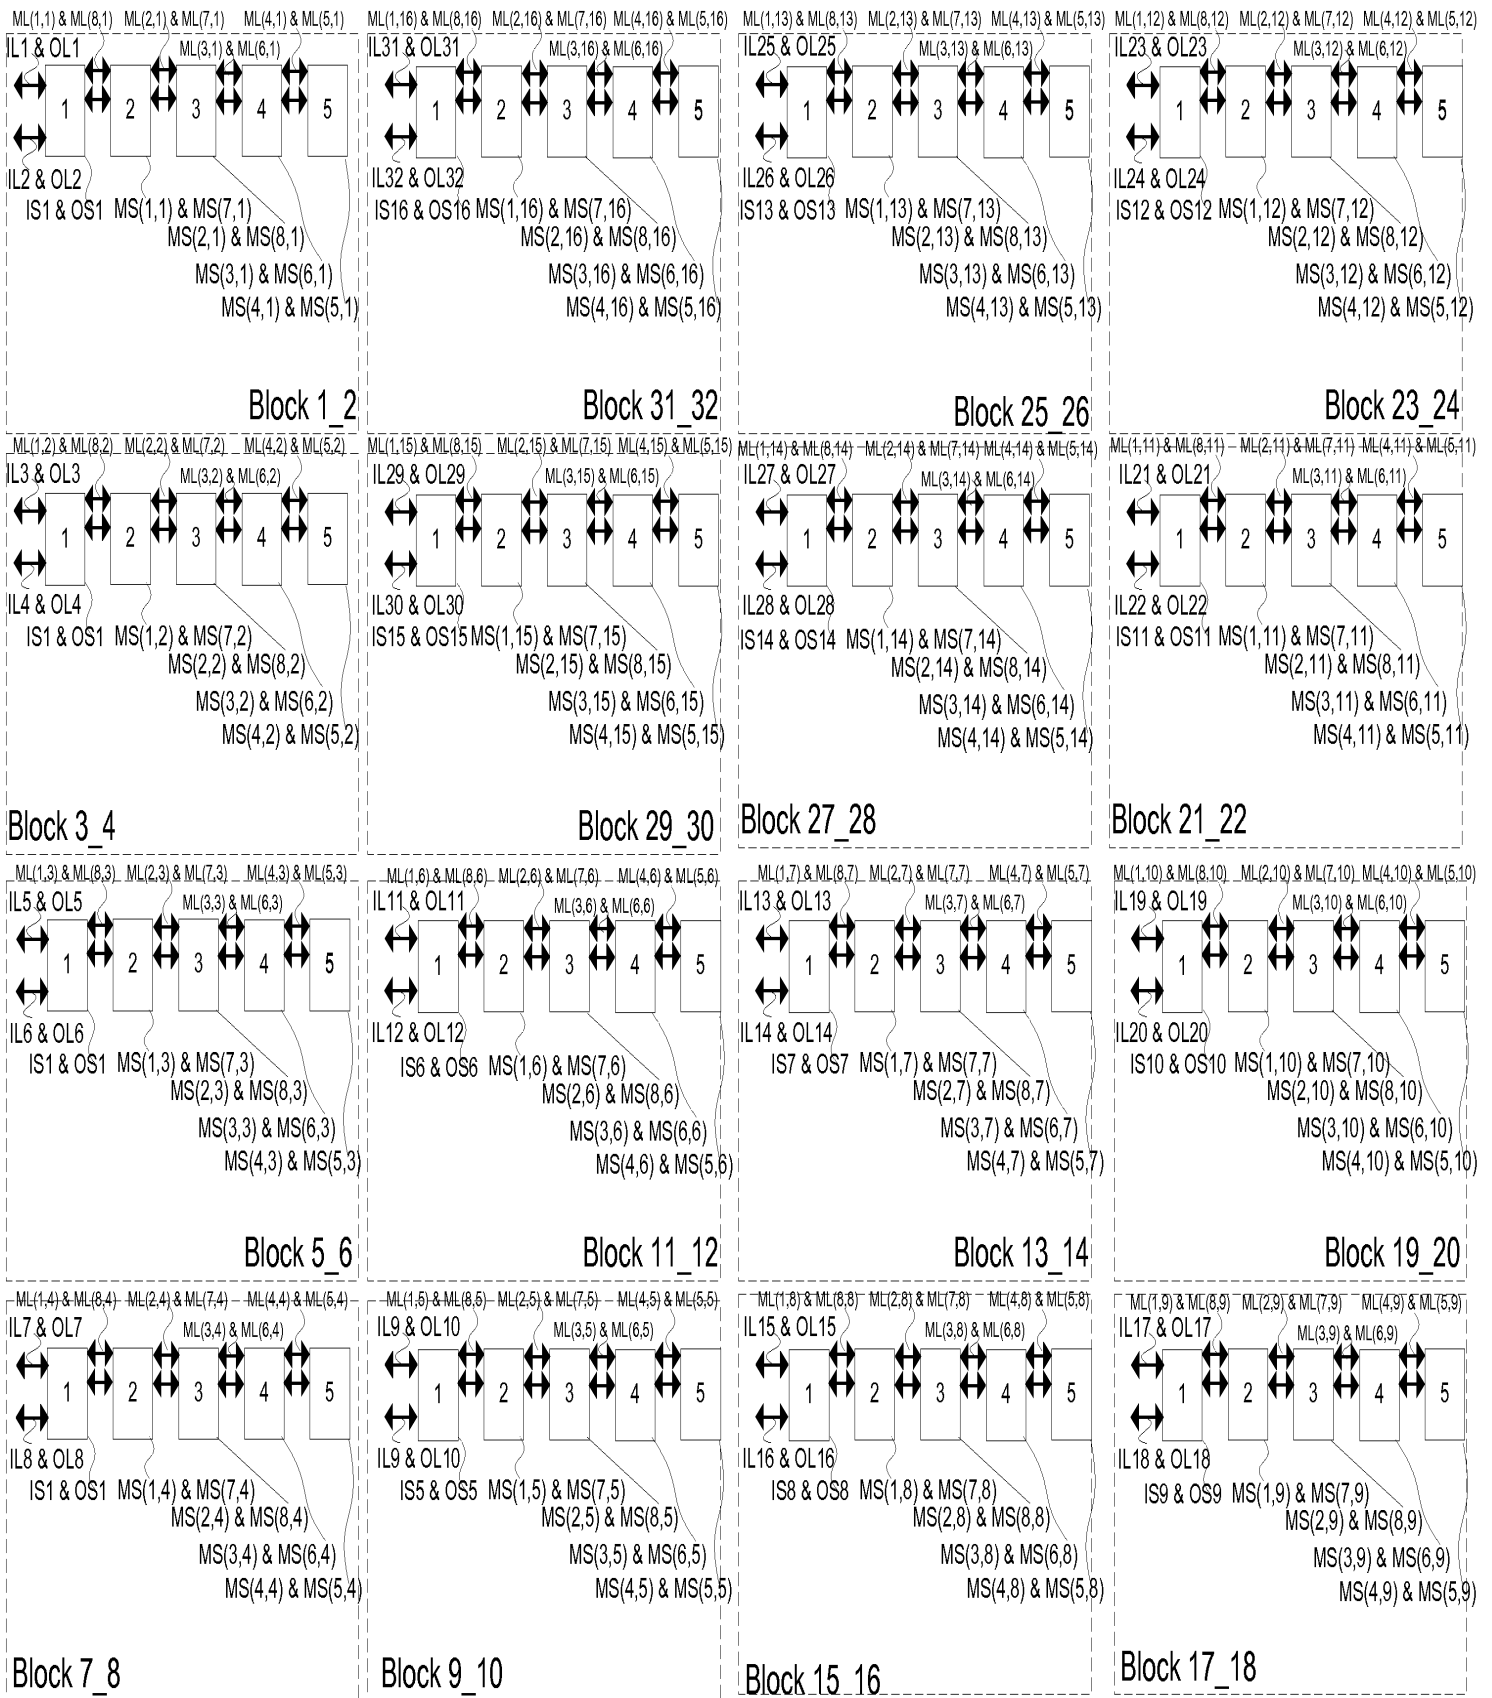 ML(1,1) & ML(8,1) ML(2,1) & ML(7,1) ML(4,1) & ML(5,1)
IL1 & OL1 ML(3,1) & ML(6,1)
1 2 3 4 5
IL2 & OL2
IS1 & OS1 MS(1,1) & MS(7,1)
MS(2,1) & MS(8,1)
MS(3,1) & MS(6,1)
MS(4,1) & MS(5,1)
Block 1_2
ML(1,16) & ML(8,16) ML(2,16) & ML(7,16) ML(4,16) & ML(5,16)
IL31 & OL31 ML(3,16) & ML(6,16)
1 2 3 4 5
IL32 & OL32
IS16 & OS16 MS(1,16) & MS(7,16)
MS(2,16) & MS(8,16)
MS(3,16) & MS(6,16)
MS(4,16) & MS(5,16)
Block 31_32
ML(1,13) & ML(8,13) ML(2,13) & ML(7,13) ML(4,13) & ML(5,13)
IL25 & OL25 ML(3,13) & ML(6,13)
1 2 3 4 5
IL26 & OL26
IS13 & OS13 MS(1,13) & MS(7,13)
MS(2,13) & MS(8,13)
MS(3,13) & MS(6,13)
MS(4,13) & MS(5,13)
Block 25_26
ML(1,12) & ML(8,12) ML(2,12) & ML(7,12) ML(4,12) & ML(5,12)
IL23 & OL23 ML(3,12) & ML(6,12)
1 2 3 4 5
IL24 & OL24
IS12 & OS12 MS(1,12) & MS(7,12)
MS(2,12) & MS(8,12)
MS(3,12) & MS(6,12)
MS(4,12) & MS(5,12)
Block 23_24
ML(1,2) & ML(8,2) ML(2,2) & ML(7,2) ML(4,2) & ML(5,2)
IL3 & OL3 ML(3,2) & ML(6,2)
1 2 3 4 5
IL4 & OL4
IS1 & OS1 MS(1,2) & MS(7,2)
MS(2,2) & MS(8,2)
MS(3,2) & MS(6,2)
MS(4,2) & MS(5,2)
Block 3_4
ML(1,15) & ML(8,15) ML(2,15) & ML(7,15) ML(4,15) & ML(5,15)
IL29 & OL29 ML(3,15) & ML(6,15)
1 2 3 4 5
IL30 & OL30
IS15 & OS15 MS(1,15) & MS(7,15)
MS(2,15) & MS(8,15)
MS(3,15) & MS(6,15)
MS(4,15) & MS(5,15)
Block 29_30
ML(1,14) & ML(8,14) ML(2,14) & ML(7,14) ML(4,14) & ML(5,14)
IL27 & OL27 ML(3,14) & ML(6,14)
1 2 3 4 5
IL28 & OL28
IS14 & OS14 MS(1,14) & MS(7,14)
MS(2,14) & MS(8,14)
MS(3,14) & MS(6,14)
MS(4,14) & MS(5,14)
Block 27_28
ML(1,11) & ML(8,11) ML(2,11) & ML(7,11) ML(4,11) & ML(5,11)
IL21 & OL21 ML(3,11) & ML(6,11)
1 2 3 4 5
IL22 & OL22
IS11 & OS11 MS(1,11) & MS(7,11)
MS(2,11) & MS(8,11)
MS(3,11) & MS(6,11)
MS(4,11) & MS(5,11)
Block 21_22
ML(1,3) & ML(8,3) ML(2,3) & ML(7,3) ML(4,3) & ML(5,3)
IL5 & OL5 ML(3,3) & ML(6,3)
1 2 3 4 5
IL6 & OL6
IS1 & OS1 MS(1,3) & MS(7,3)
MS(2,3) & MS(8,3)
MS(3,3) & MS(6,3)
MS(4,3) & MS(5,3)
Block 5_6
ML(1,6) & ML(8,6) ML(2,6) & ML(7,6) ML(4,6) & ML(5,6)
IL11 & OL11 ML(3,6) & ML(6,6)
1 2 3 4 5
IL12 & OL12
IS6 & OS6 MS(1,6) & MS(7,6)
MS(2,6) & MS(8,6)
MS(3,6) & MS(6,6)
MS(4,6) & MS(5,6)
Block 11_12
ML(1,7) & ML(8,7) ML(2,7) & ML(7,7) ML(4,7) & ML(5,7)
IL13 & OL13 ML(3,7) & ML(6,7)
1 2 3 4 5
IL14 & OL14
IS7 & OS7 MS(1,7) & MS(7,7)
MS(2,7) & MS(8,7)
MS(3,7) & MS(6,7)
MS(4,7) & MS(5,7)
Block 13_14
ML(1,10) & ML(8,10) ML(2,10) & ML(7,10) ML(4,10) & ML(5,10)
IL19 & OL19 ML(3,10) & ML(6,10)
1 2 3 4 5
IL20 & OL20
IS10 & OS10 MS(1,10) & MS(7,10)
MS(2,10) & MS(8,10)
MS(3,10) & MS(6,10)
MS(4,10) & MS(5,10)
Block 19_20
ML(1,4) & ML(8,4) ML(2,4) & ML(7,4) ML(4,4) & ML(5,4)
IL7 & OL7 ML(3,4) & ML(6,4)
1 2 3 4 5
IL8 & OL8
IS1 & OS1 MS(1,4) & MS(7,4)
MS(2,4) & MS(8,4)
MS(3,4) & MS(6,4)
MS(4,4) & MS(5,4)
Block 7_8
ML(1,5) & ML(8,5) ML(2,5) & ML(7,5) ML(4,5) & ML(5,5)
IL9 & OL10 ML(3,5) & ML(6,5)
1 2 3 4 5
IL9 & OL10
IS5 & OS5 MS(1,5) & MS(7,5)
MS(2,5) & MS(8,5)
MS(3,5) & MS(6,5)
MS(4,5) & MS(5,5)
Block 9_10
ML(1,8) & ML(8,8) ML(2,8) & ML(7,8) ML(4,8) & ML(5,8)
IL15 & OL15 ML(3,8) & ML(6,8)
1 2 3 4 5
IL16 & OL16
IS8 & OS8 MS(1,8) & MS(7,8)
MS(2,8) & MS(8,8)
MS(3,8) & MS(6,8)
MS(4,8) & MS(5,8)
Block 15_16
ML(1,9) & ML(8,9) ML(2,9) & ML(7,9) ML(4,9) & ML(5,9)
IL17 & OL17 ML(3,9) & ML(6,9)
1 2 3 4 5
IL18 & OL18
IS9 & OS9 MS(1,9) & MS(7,9)
MS(2,9) & MS(8,9)
MS(3,9) & MS(6,9)
MS(4,9) & MS(5,9)
Block 17_18